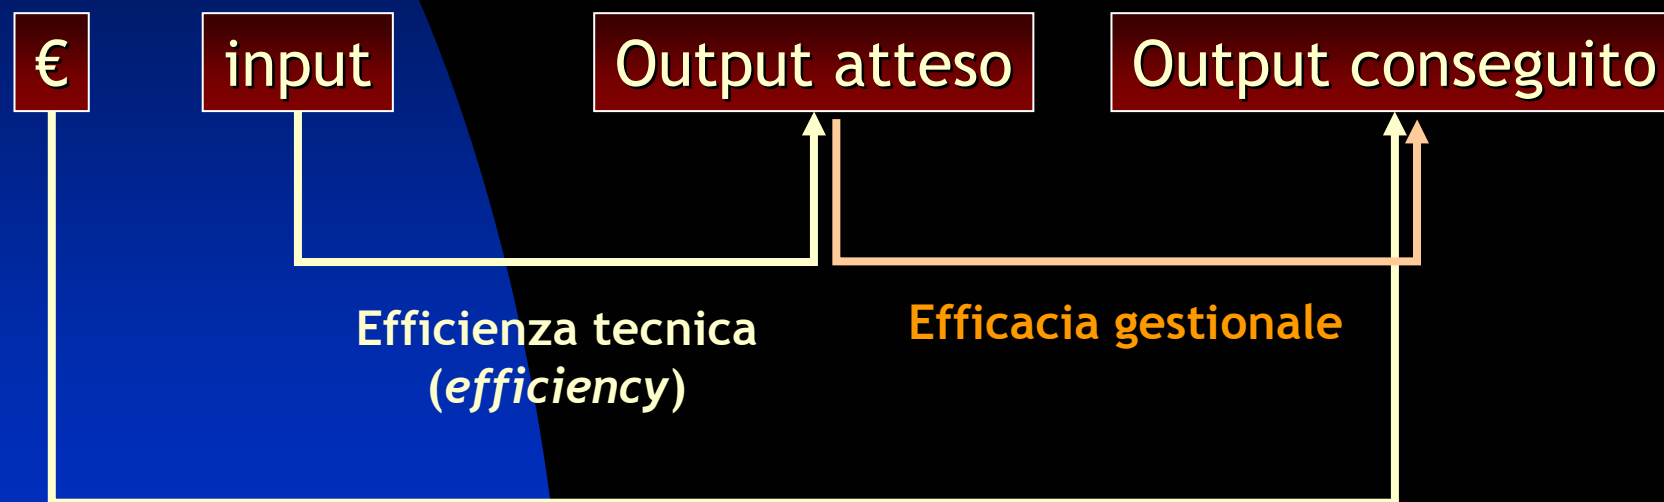 €
input
Output atteso
Output conseguito
Efficienza tecnica
(efficiency)
Efficacia gestionale